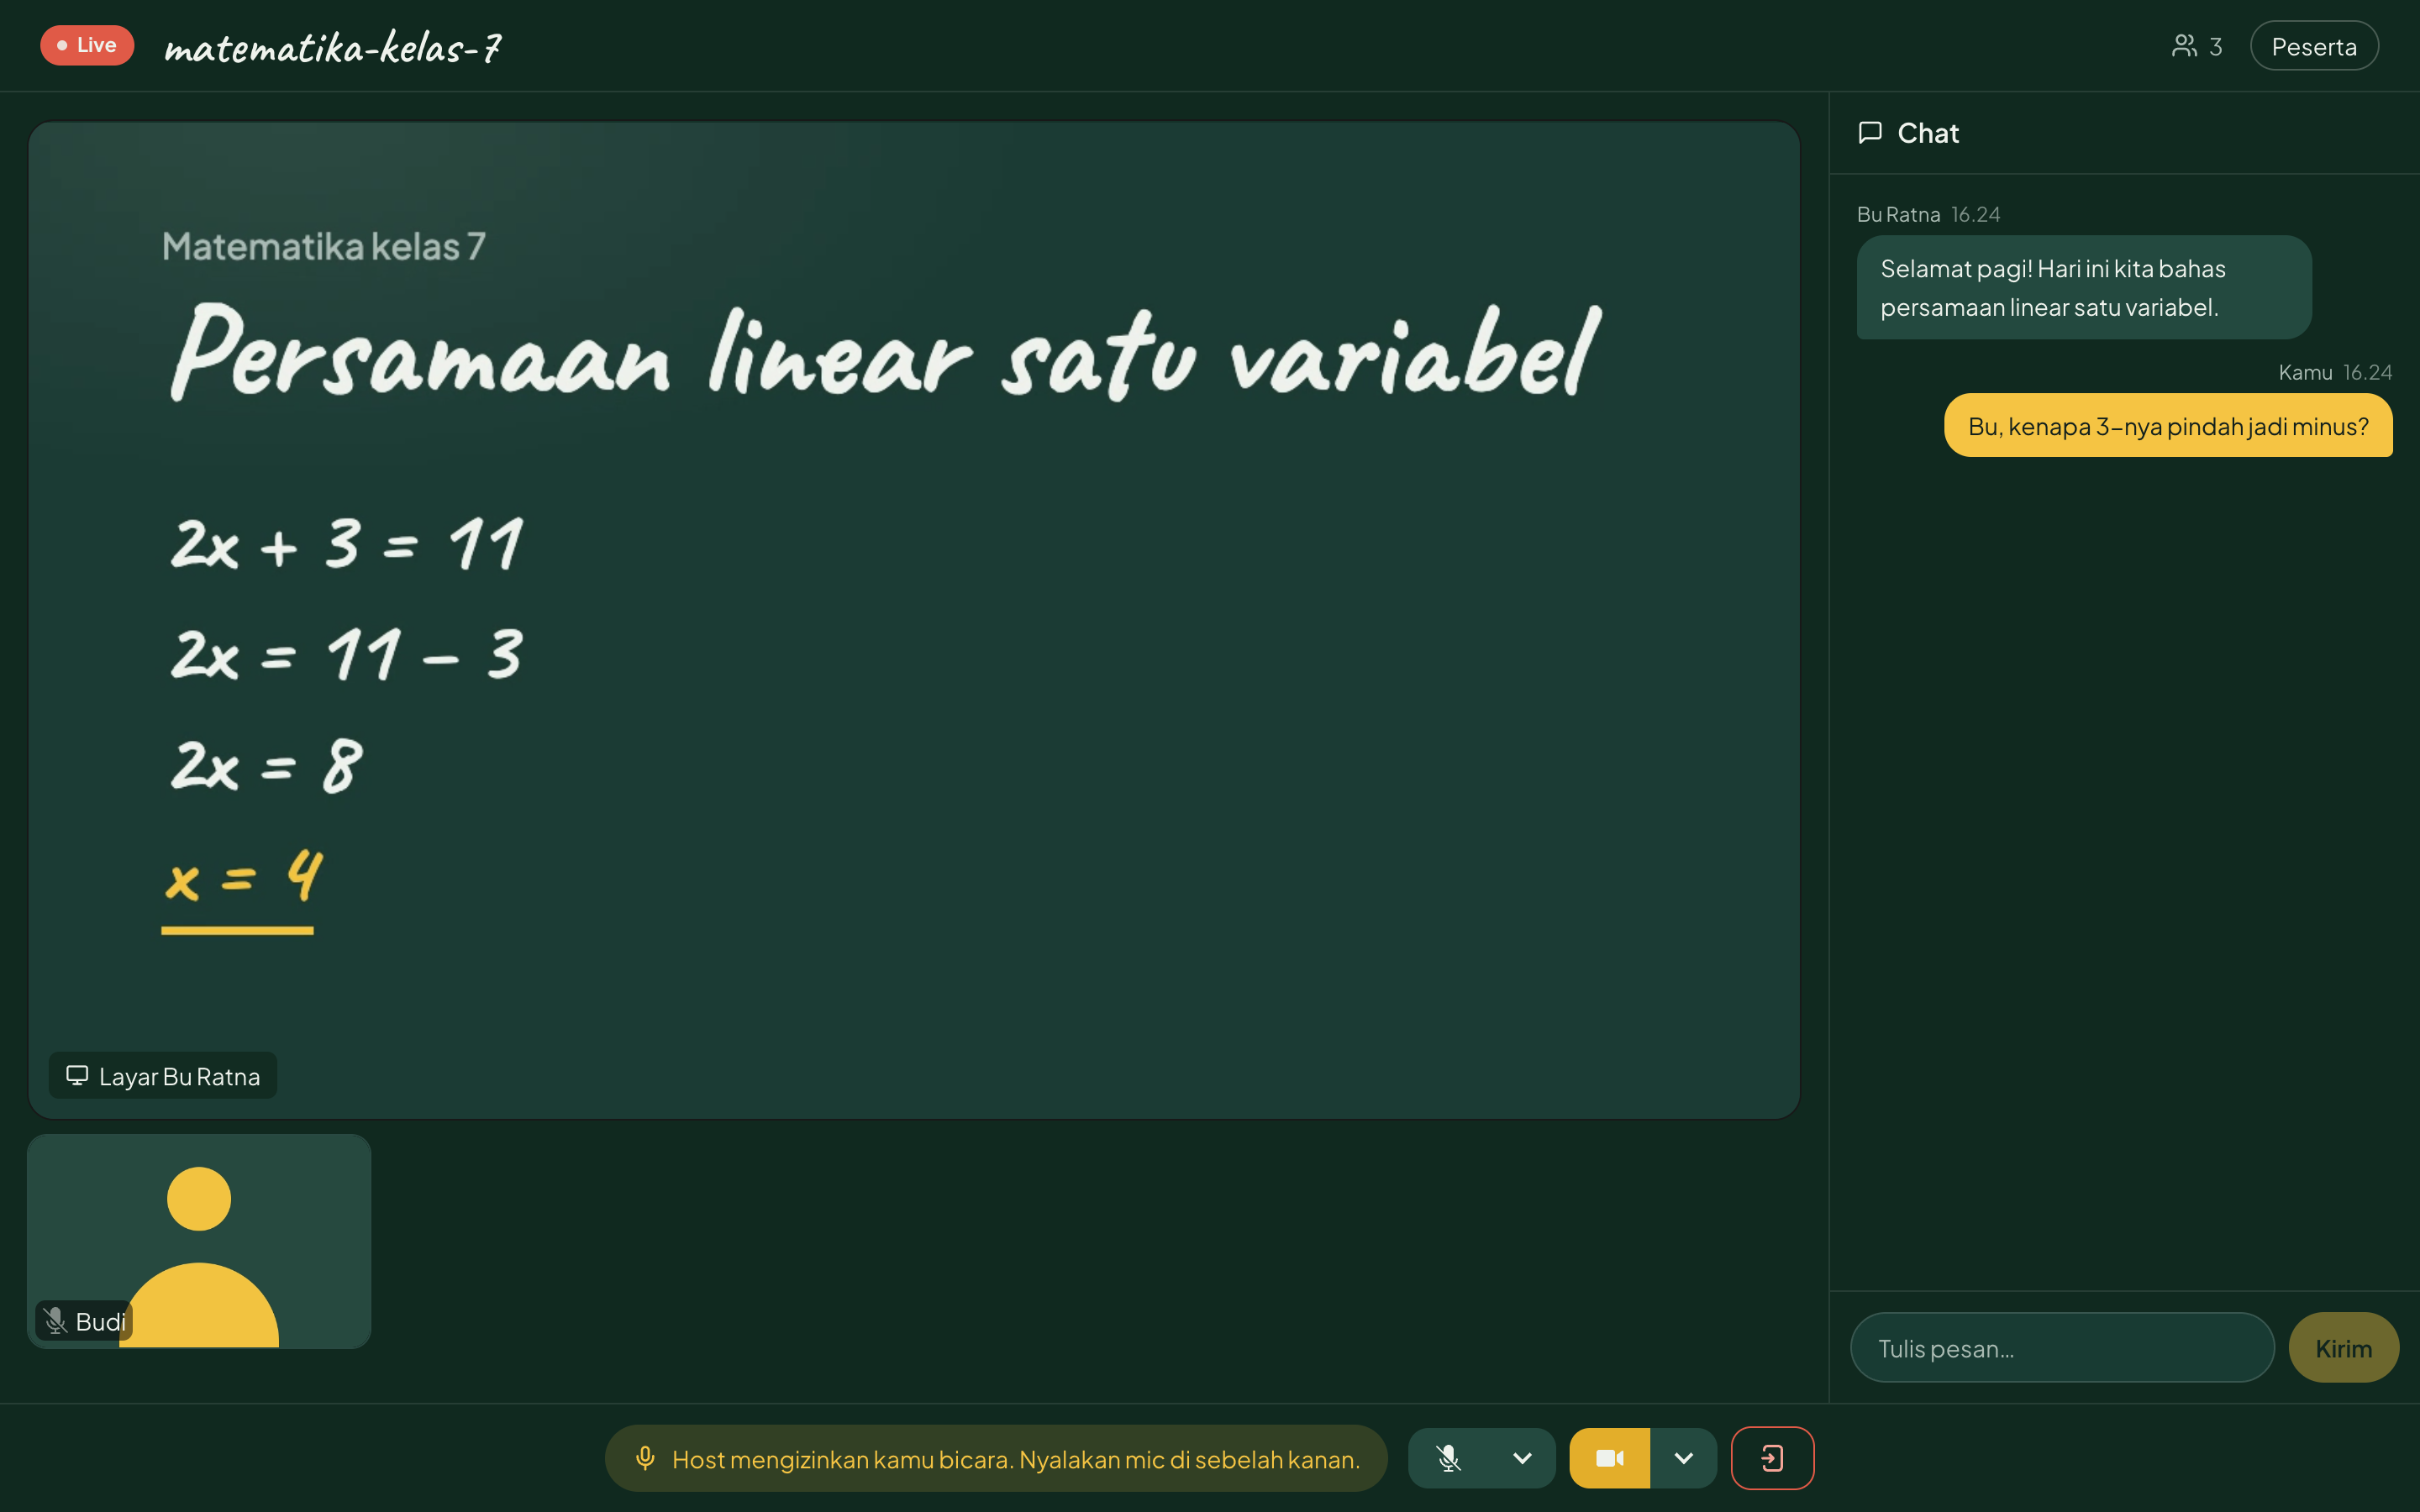 Live
matematika-kelas-7
3
Peserta
Matematika kelas 7
Persamaan linear satu variabel
2x + 3 = 11
2x = 11 – 3
2x = 8
x = 4
Layar Bu Ratna
Budi
Chat
Bu Ratna 16.24
Selamat pagi! Hari ini kita bahas
persamaan linear satu variabel.
Kamu 16.24
Bu, kenapa 3-nya pindah jadi minus?
Tulis pesan...
Kirim
Host mengizinkan kamu bicara. Nyalakan mic di sebelah kanan.